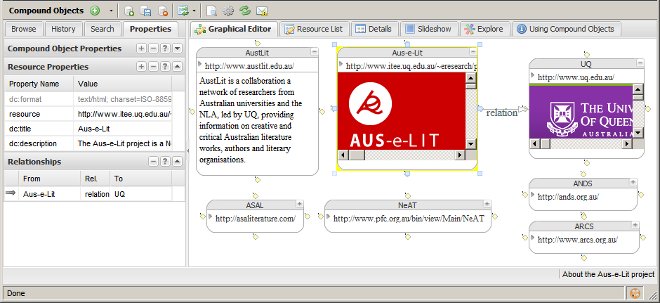 Compound Objects
Browse History Search Properties
Graphical Editor Resource List Details Slideshow Explore Using Compound Objects
Compound Object Properties
Resource Properties
Property Name Value
dc:format text/html; charset=ISO-8859
resource http://www.itee.uq.edu.au/
dc:title Aus-e-Lit
dc:description The Aus-e-Lit project is a N
Relationships
From Rel. To
Aus-e-Lit relation UQ
AustLit
http://www.austlit.edu.au/
AustLit is a collaboration a
network of researchers from
Australian universities and the
NLA, led by UQ, providing
information on creative and
critical Australian literature
works, authors and literary
organisations.
Aus-e-Lit
http://www.itee.uq.edu.au/~eresearch/p
AUS-e-LIT
relation
UQ
http://www.uq.edu.au/
THE UNIV
OF QUEEN
AUSTRALIA
ASAL
http://asaliterature.com/
NeAT
http://www.pfc.org.au/bin/view/Main/NeAT
ANDS
http://ands.org.au/
ARCS
http://www.arcs.org.au/
About the Aus-e-Lit project
Done